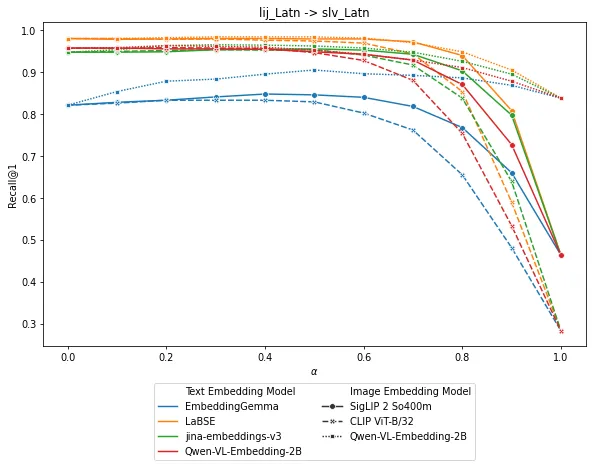 lij_Latn -> slv_Latn
Recall@1
1.0
0.9
0.8
0.7
0.6
0.5
0.4
0.3
0.0 0.2 0.4 0.6 0.8 1.0
α
Text Embedding Model Image Embedding Model
EmbeddingGemma SigLIP 2 So400m
LaBSE CLIP ViT-B/32
jina-embeddings-v3 Qwen-VL-Embedding-2B
Qwen-VL-Embedding-2B